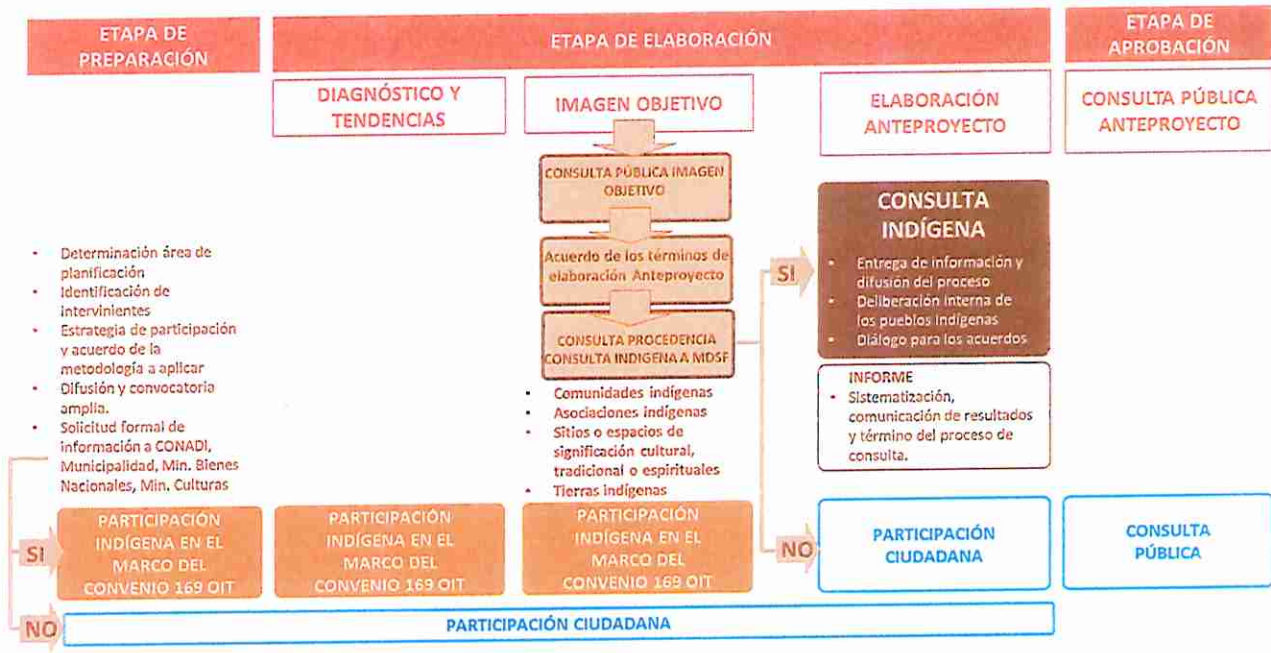 ETAPA DE
PREPARACIÓN
ETAPA DE ELABORACIÓN
ETAPA DE
APROBACIÓN
DIAGNÓSTICO Y
TENDENCIAS
IMAGEN OBJETIVO
ELABORACIÓN
ANTEPROYECTO
CONSULTA PÚBLICA
ANTEPROYECTO
• Determinación área de
planificación
• Identificación de
intervinientes
• Estrategia de participación
y acuerdo de la
metodología a aplicar
• Difusión y convocatoria
amplia.
• Solicitud formal de
información a CONADI,
Municipalidad, Min. Bienes
Nacionales, Min. Culturas
CONSULTA PÚBLICA IMAGEN
OBJETIVO
Acuerdo de los términos de
elaboración Anteproyecto
CONSULTA PROCEDENCIA
CONSULTA INDIGENA A MDSF
• Comunidades indígenas
• Asociaciones indígenas
• Sitios o espacios de
significación cultural,
tradicional o espirituales
• Tierras indígenas
SI
CONSULTA
INDÍGENA
• Entrega de información y
difusión del proceso
• Deliberación interna de
los pueblos indígenas
• Diálogo para los acuerdos
INFORME
• Sistematización,
comunicación de resultados
y término del proceso de
consulta.
SI
PARTICIPACIÓN
INDÍGENA EN EL
MARCO DEL
CONVENIO 169 OIT
PARTICIPACIÓN
INDÍGENA EN EL
MARCO DEL
CONVENIO 169 OIT
PARTICIPACIÓN
INDÍGENA EN EL
MARCO DEL
CONVENIO 169 OIT
NO
PARTICIPACIÓN
CIUDADANA
CONSULTA
PÚBLICA
NO
PARTICIPACIÓN CIUDADANA